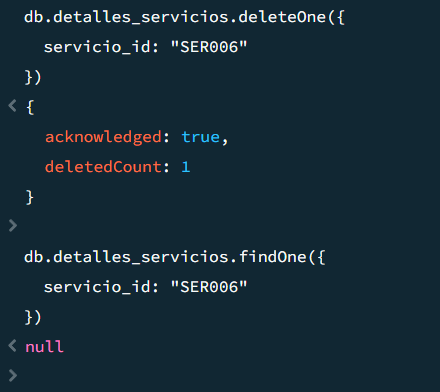 db.detalles_servicios.deleteOne({
  servicio_id: "SER006"
})
< {
  acknowledged: true,
  deletedCount: 1
}
>
db.detalles_servicios.findOne({
  servicio_id: "SER006"
})
< null
>